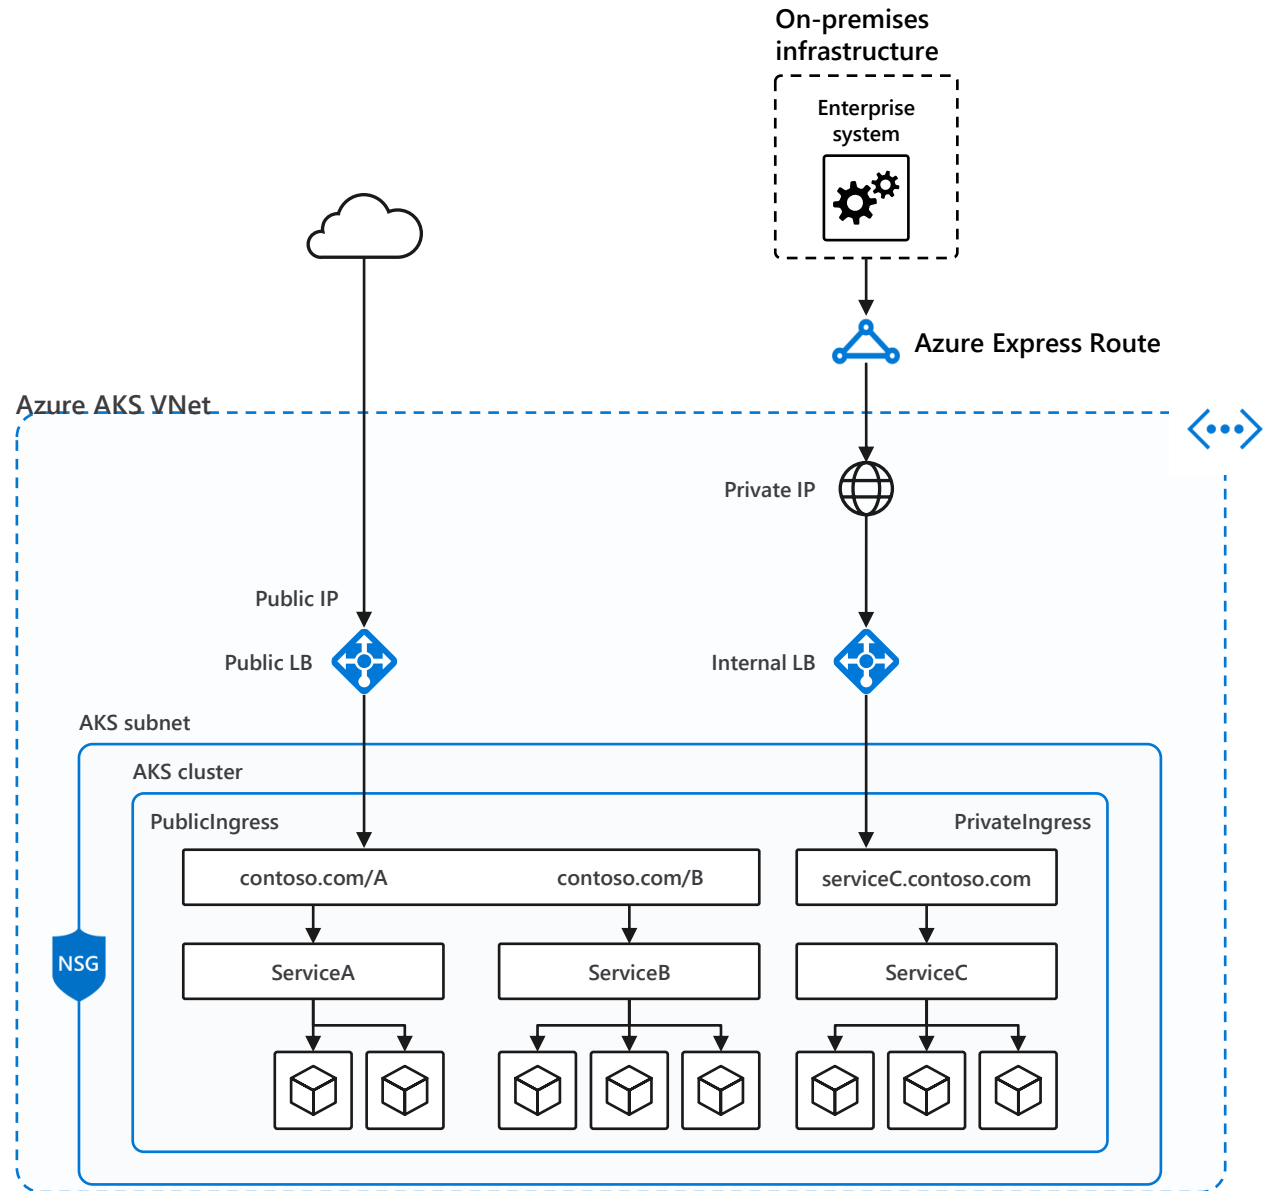 On-premises
infrastructure
Enterprise
system
Azure Express Route
Azure AKS VNet
Private IP
Public IP
Public LB
Internal LB
AKS subnet
AKS cluster
PublicIngress
PrivateIngress
contoso.com/A
contoso.com/B
serviceC.contoso.com
NSG
ServiceA
ServiceB
ServiceC